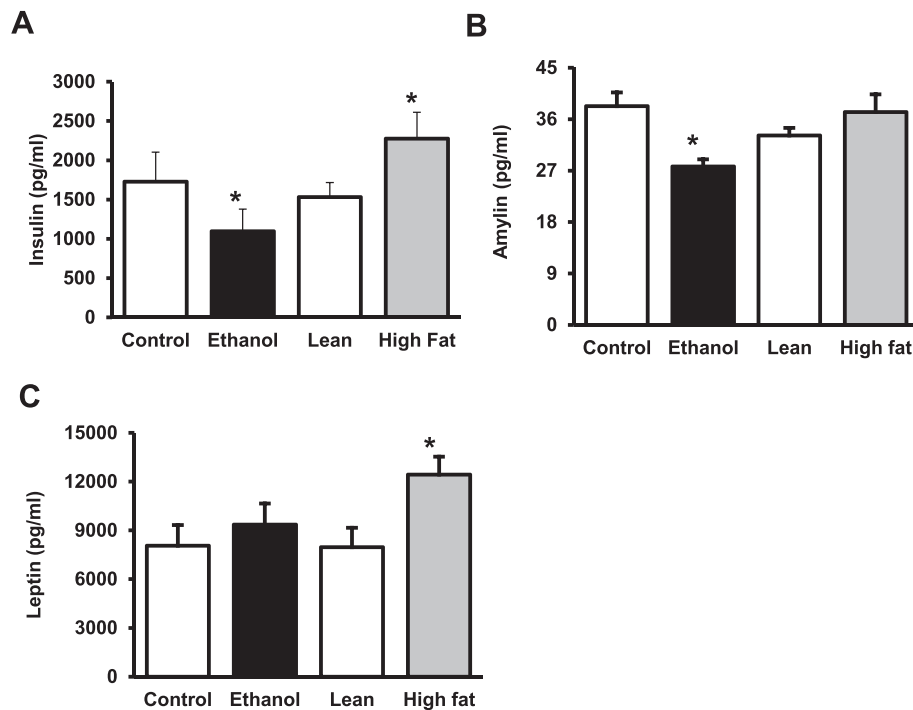 A
Insulin (pg/ml)
3000
2500
2000
1500
1000
500
0
*
*
Control Ethanol Lean High Fat
B
Amylin (pg/ml)
45
36
27
18
9
0
*
Control Ethanol Lean High fat
C
Leptin (pg/ml)
15000
12000
9000
6000
3000
0
*
Control Ethanol Lean High fat